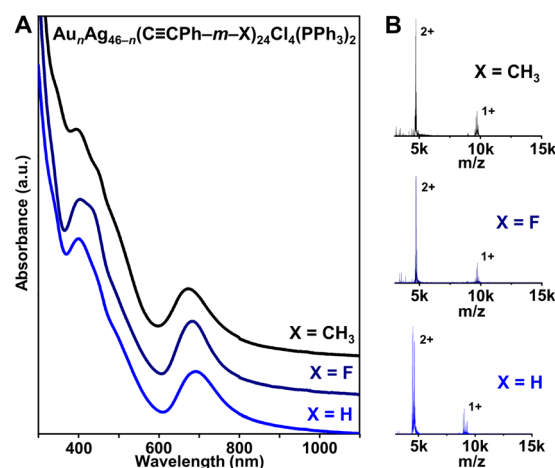 A
AuₙAg₄₆₋ₙ(C≡CPh–m–X)₂₄Cl₄(PPh₃)₂
Absorbance (a.u.)
X = CH₃
X = F
X = H
400 600 800 1000
Wavelength (nm)
B
2+
X = CH₃
1+
5k 10k 15k
m/z
2+
X = F
1+
5k 10k 15k
m/z
2+
X = H
1+
5k 10k 15k
m/z